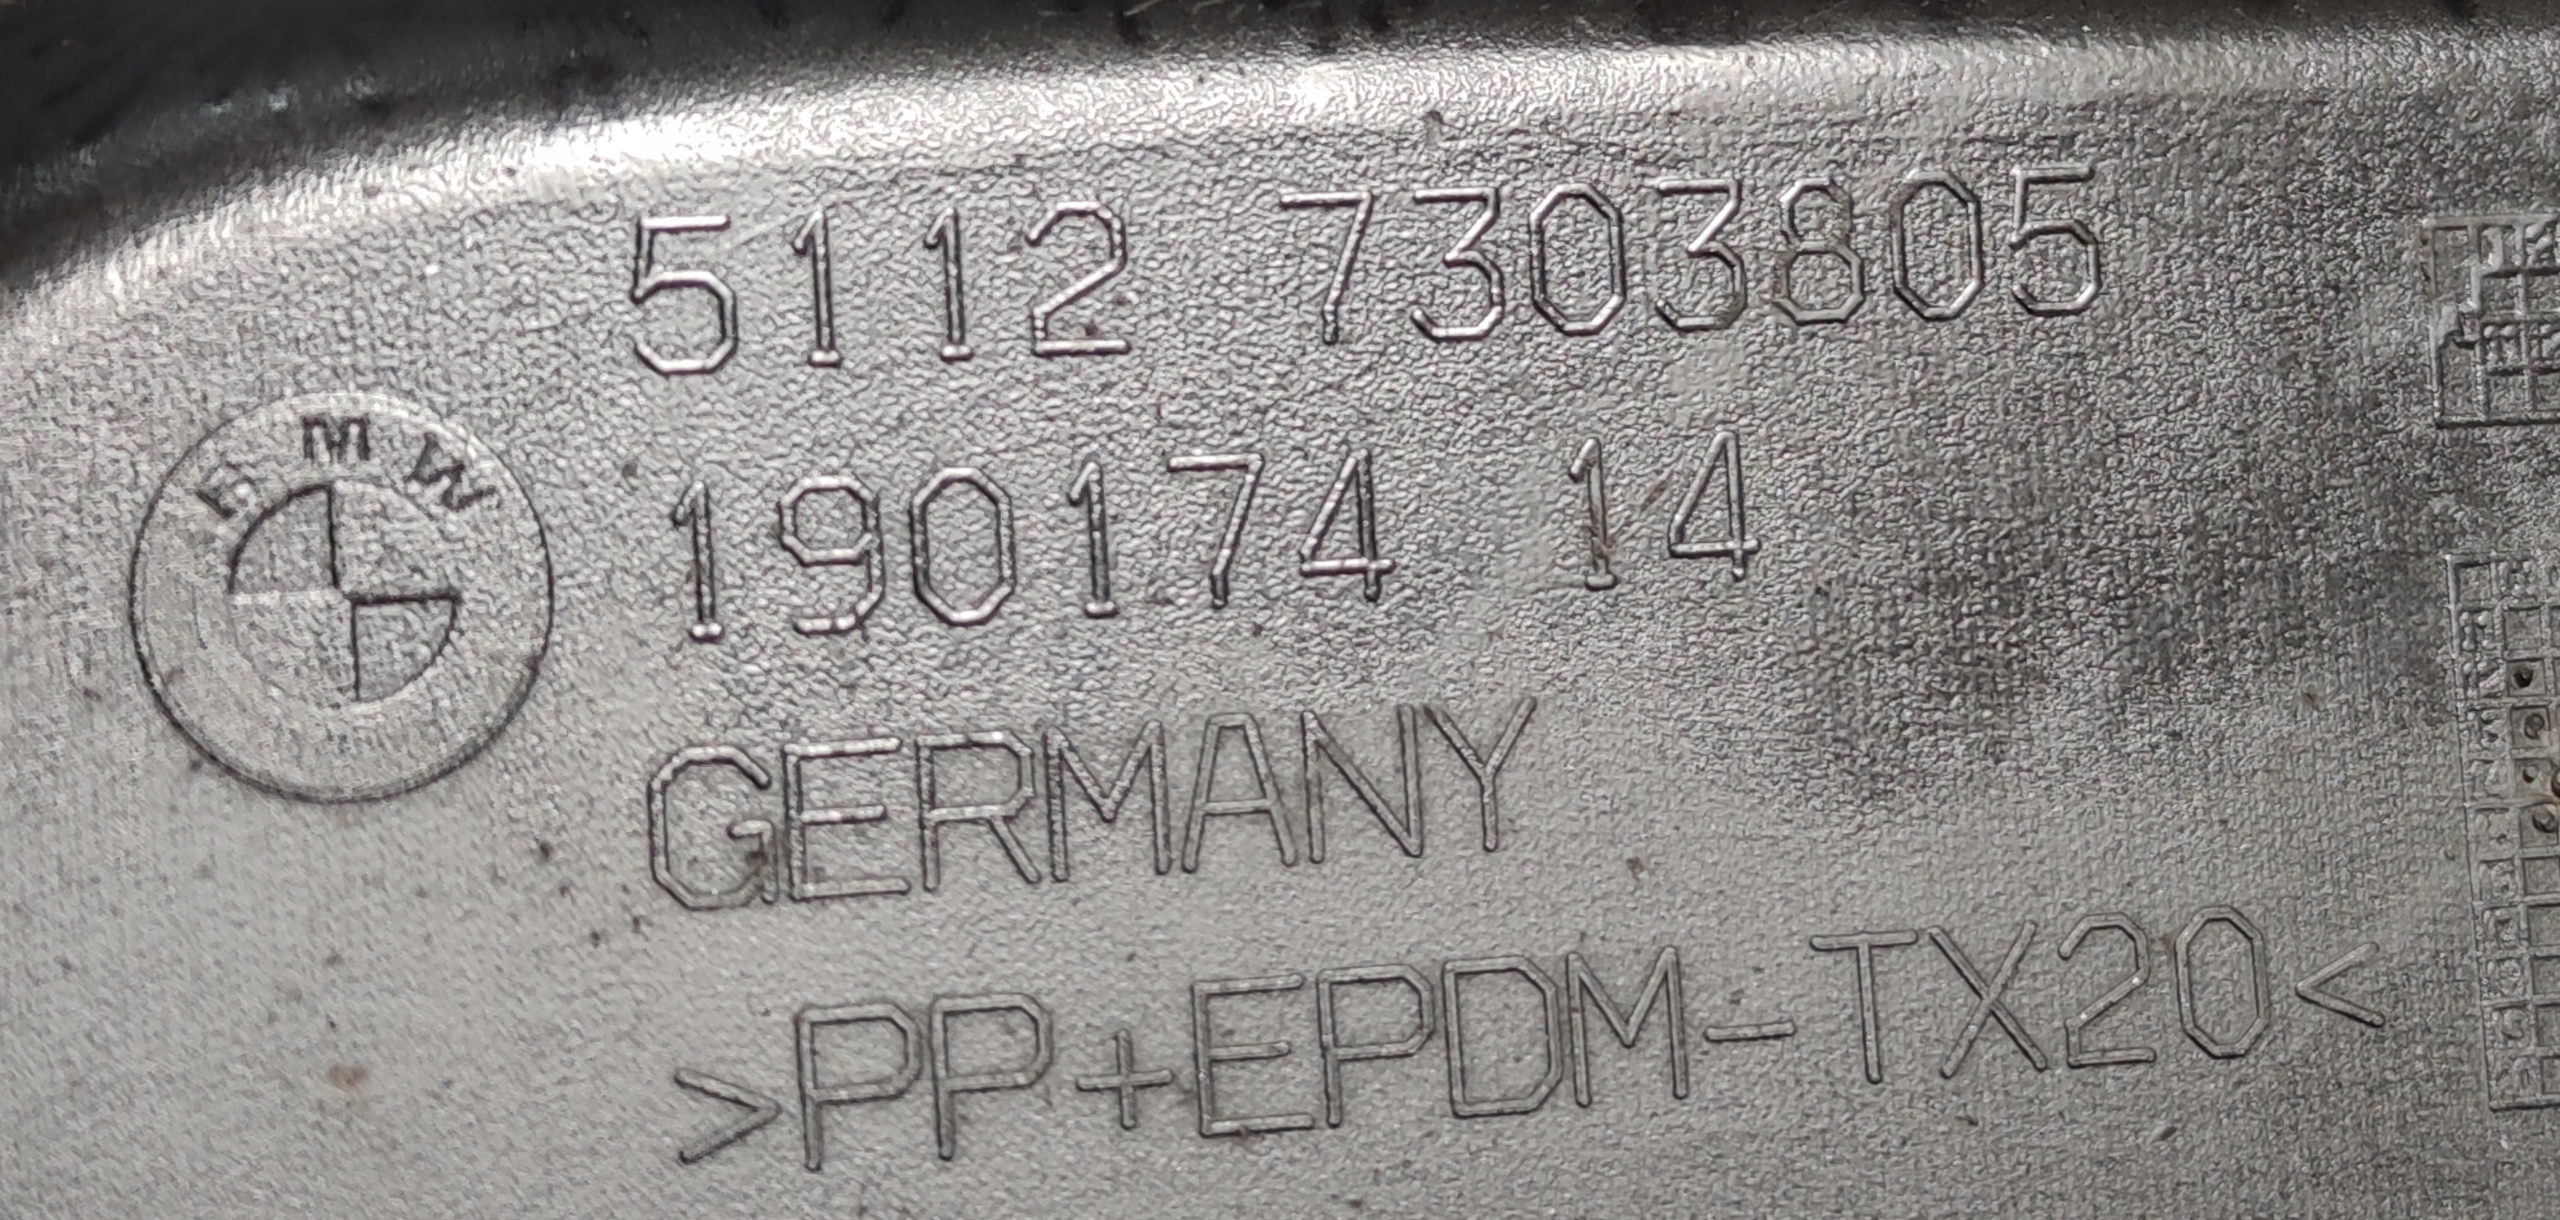 5112 7303805
BMW
190174 14
GERMANY
>PP+EPDM-TX20<